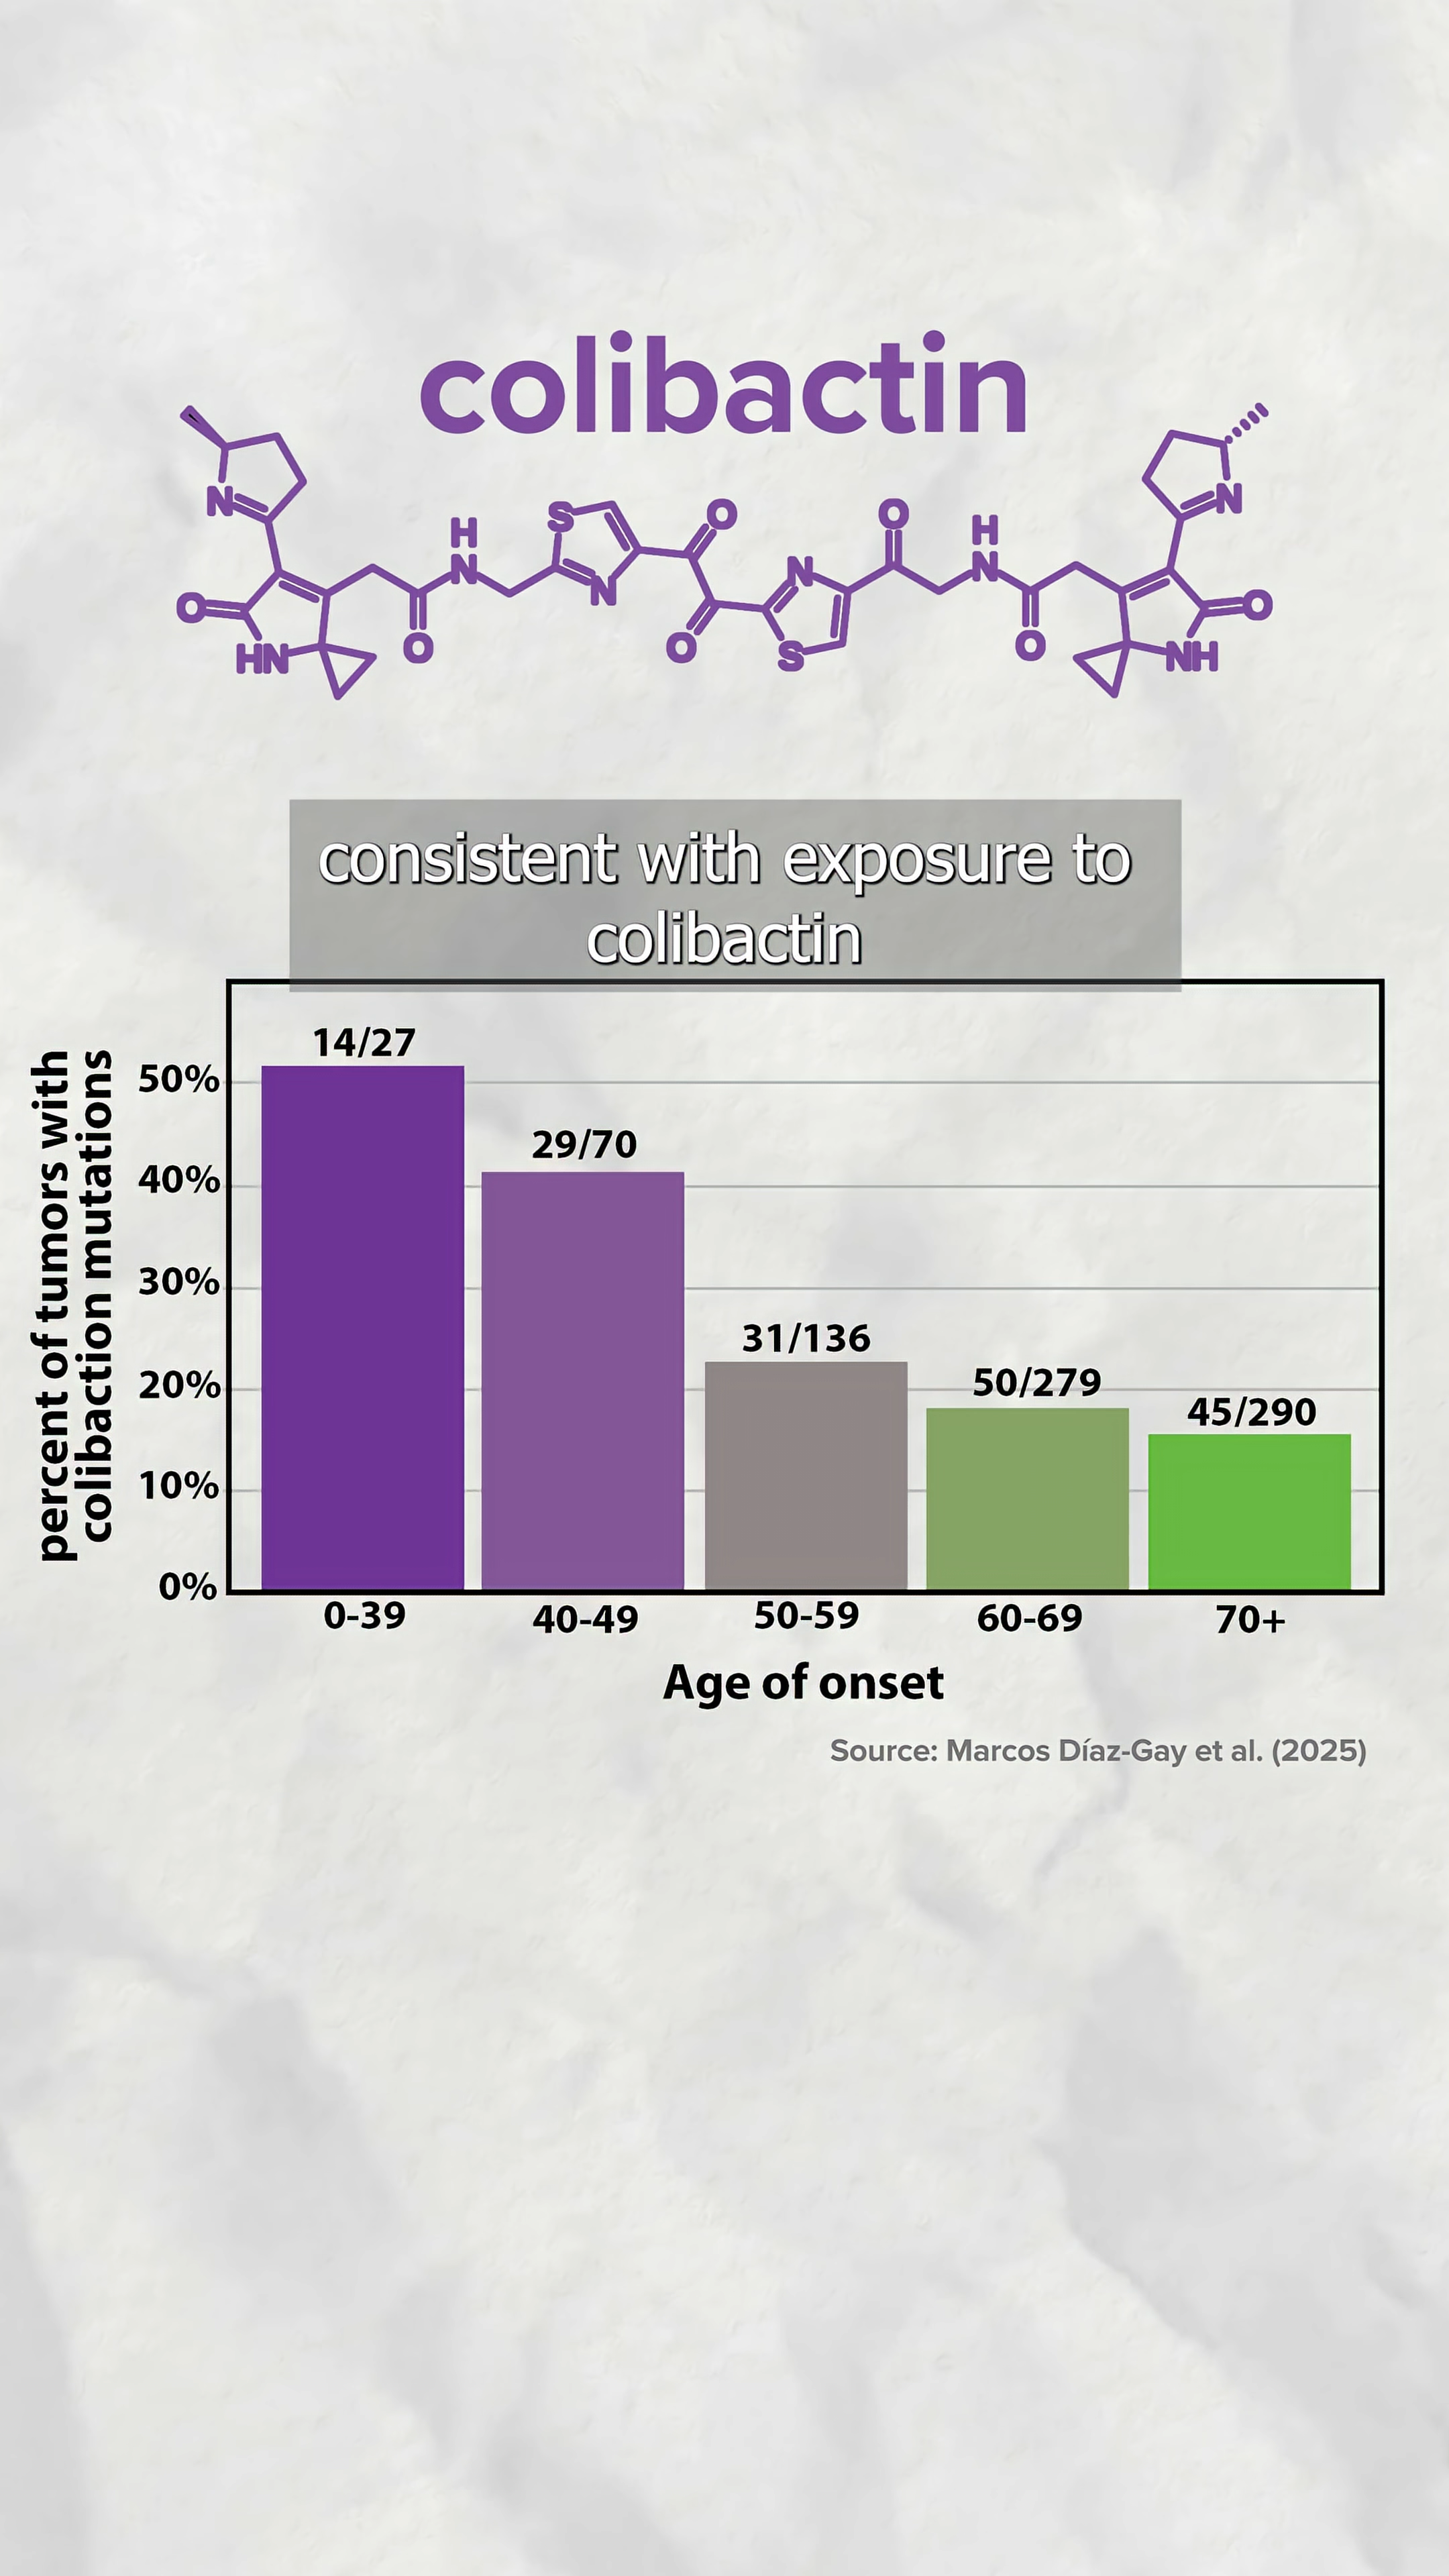 colibactin
H
N
S
O
O
H
N
N
N
N
N
O
O
HN
O
O
S
O
NH
consistent with exposure to
colibactin
percent of tumors with
colibaction mutations
50%
40%
30%
20%
10%
0%
14/27
29/70
31/136
50/279
45/290
0-39
40-49
50-59
60-69
70+
Age of onset
Source: Marcos Díaz-Gay et al. (2025)